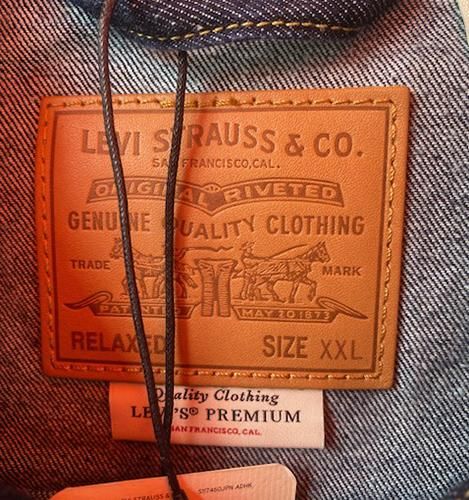 LEVI STRAUSS & CO.
SAN FRANCISCO, CAL.
ORIGINAL RIVETED
GENUINE QUALITY CLOTHING
TRADE MARK
PATENTED MAY 20 1873
RELAXED SIZE XXL
Quality Clothing
LEVI'S® PREMIUM
SAN FRANCISCO, CAL.
STRAUSS &